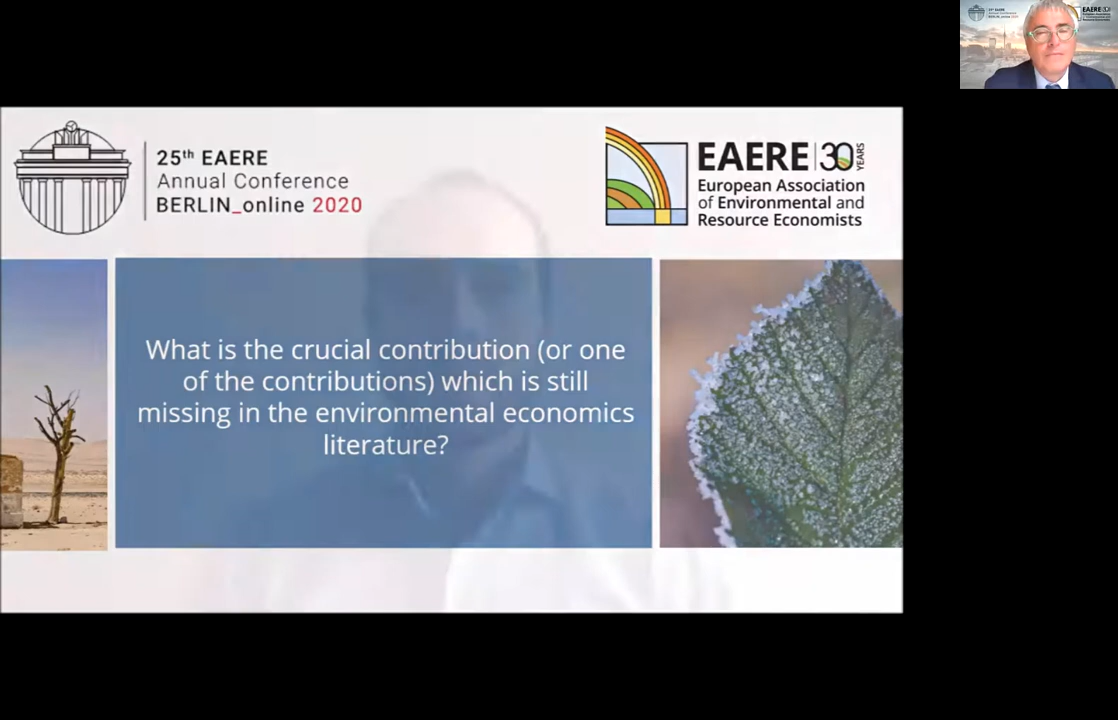 25th EAERE
Annual Conference
BERLIN_online 2020
EAERE 30 YEARS
European Association
of Environmental and
Resource Economists
What is the crucial contribution (or one
of the contributions) which is still
missing in the environmental economics
literature?
EAERE